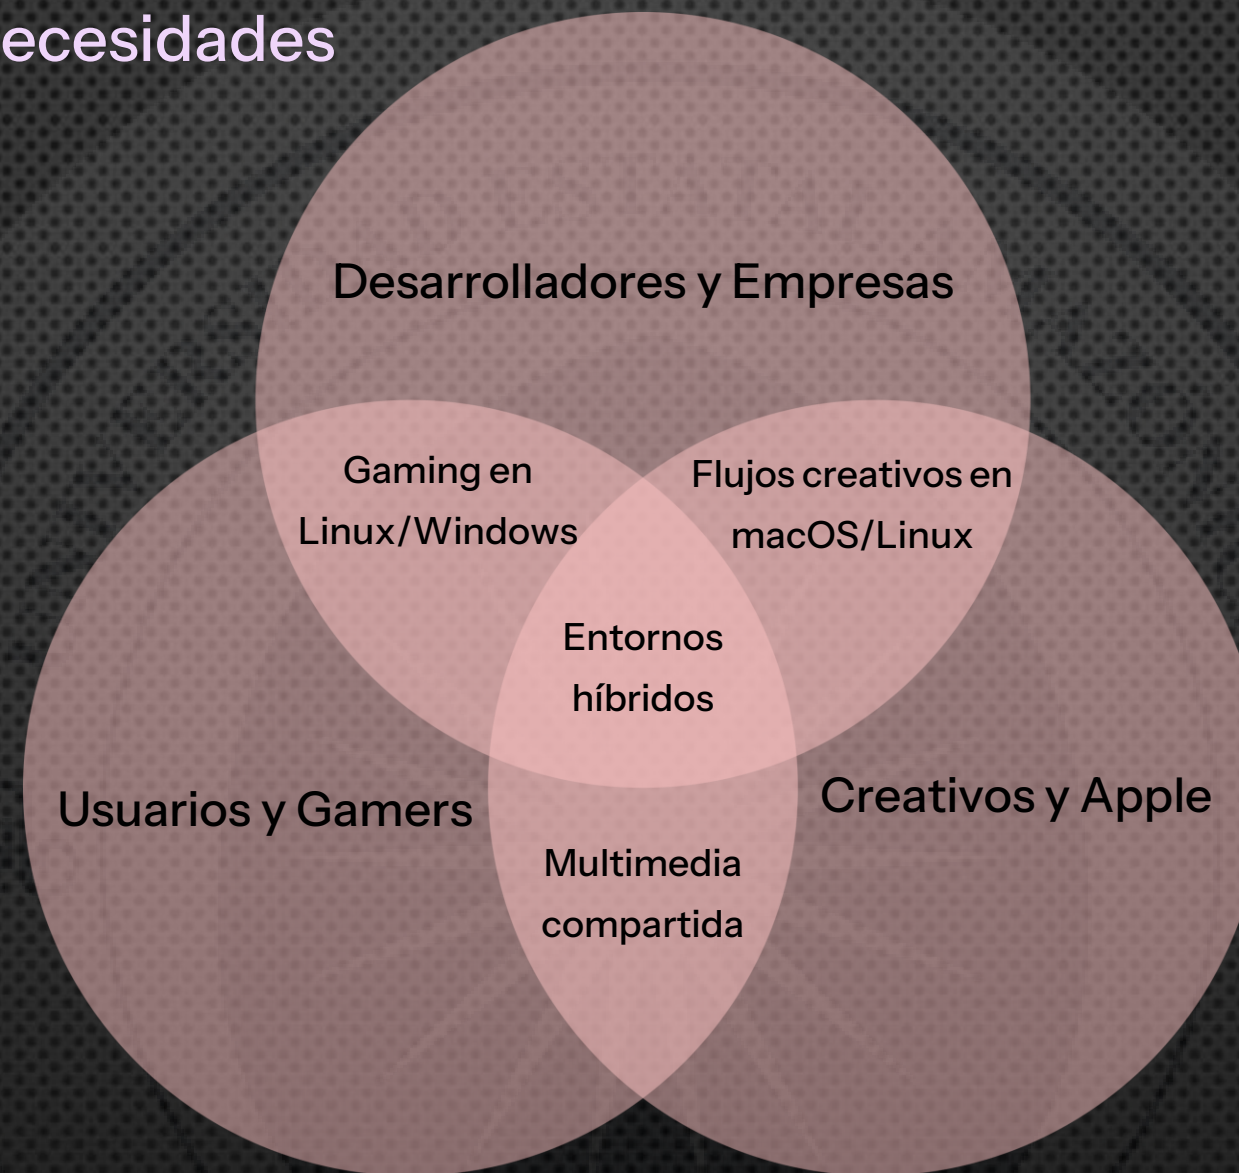 ecesidades
Desarrolladores y Empresas
Gaming en
Linux/Windows
Flujos creativos en
macOS/Linux
Entornos
híbridos
Usuarios y Gamers
Creativos y Apple
Multimedia
compartida